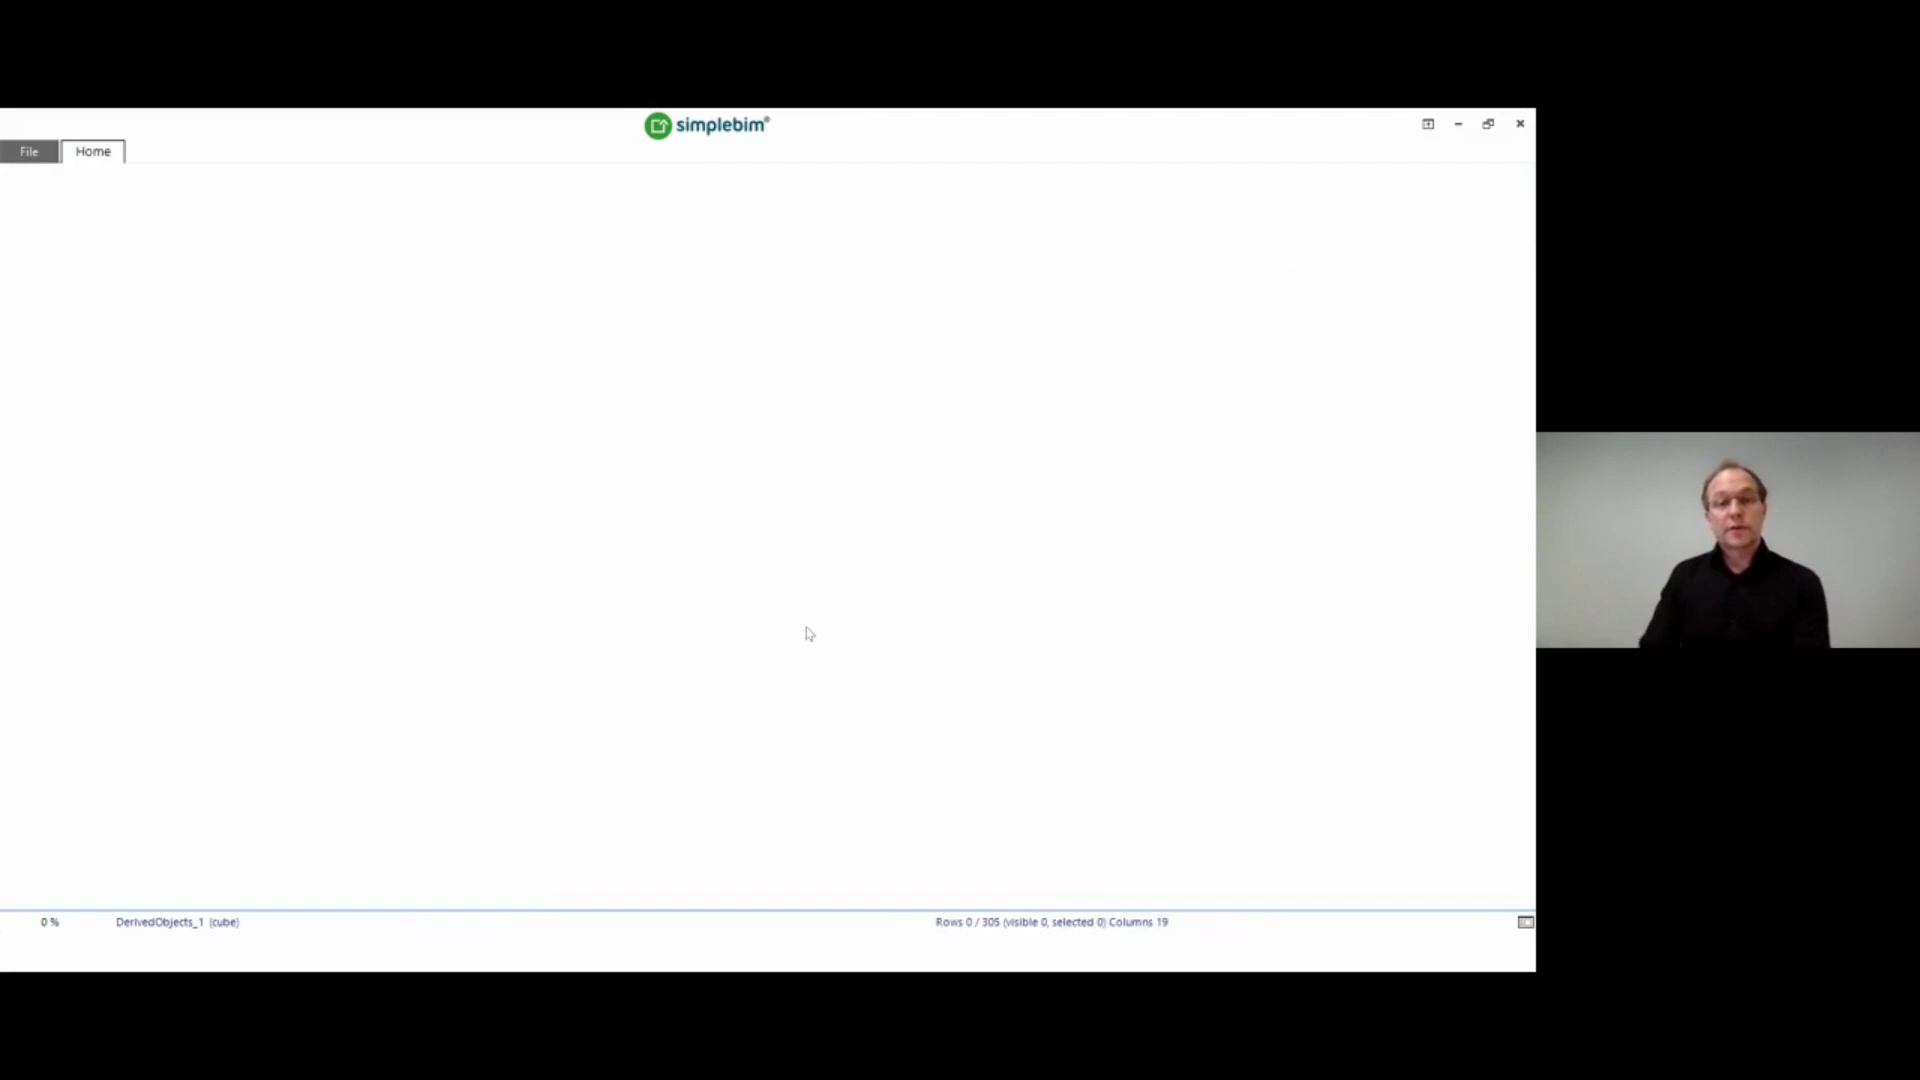 simplebim®
File Home
0 % DerivedObjects_1 (cube) Rows 0 / 305 (visible 0, selected 0) Columns 19